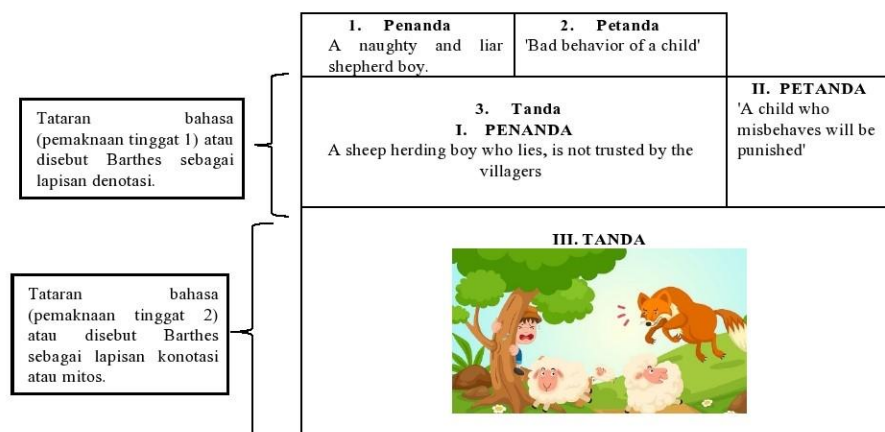 1. Penanda
A naughty and liar
shepherd boy.
2. Petanda
'Bad behavior of a child'
Tataran bahasa
(pemaknaan tinggat 1) atau
disebut Barthes sebagai
lapisan denotasi.
3. Tanda
I. PENANDA
A sheep herding boy who lies, is not trusted by the
villagers
II. PETANDA
'A child who
misbehaves will be
punished'
III. TANDA
Tataran bahasa
(pemaknaan tinggat 2)
atau disebut Barthes
sebagai lapisan konotasi
atau mitos.